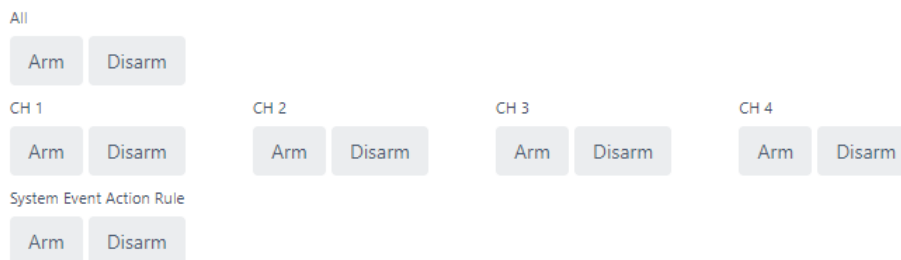 All
Arm Disarm
CH 1 CH 2 CH 3 CH 4
Arm Disarm Arm Disarm Arm Disarm Arm Disarm
System Event Action Rule
Arm Disarm